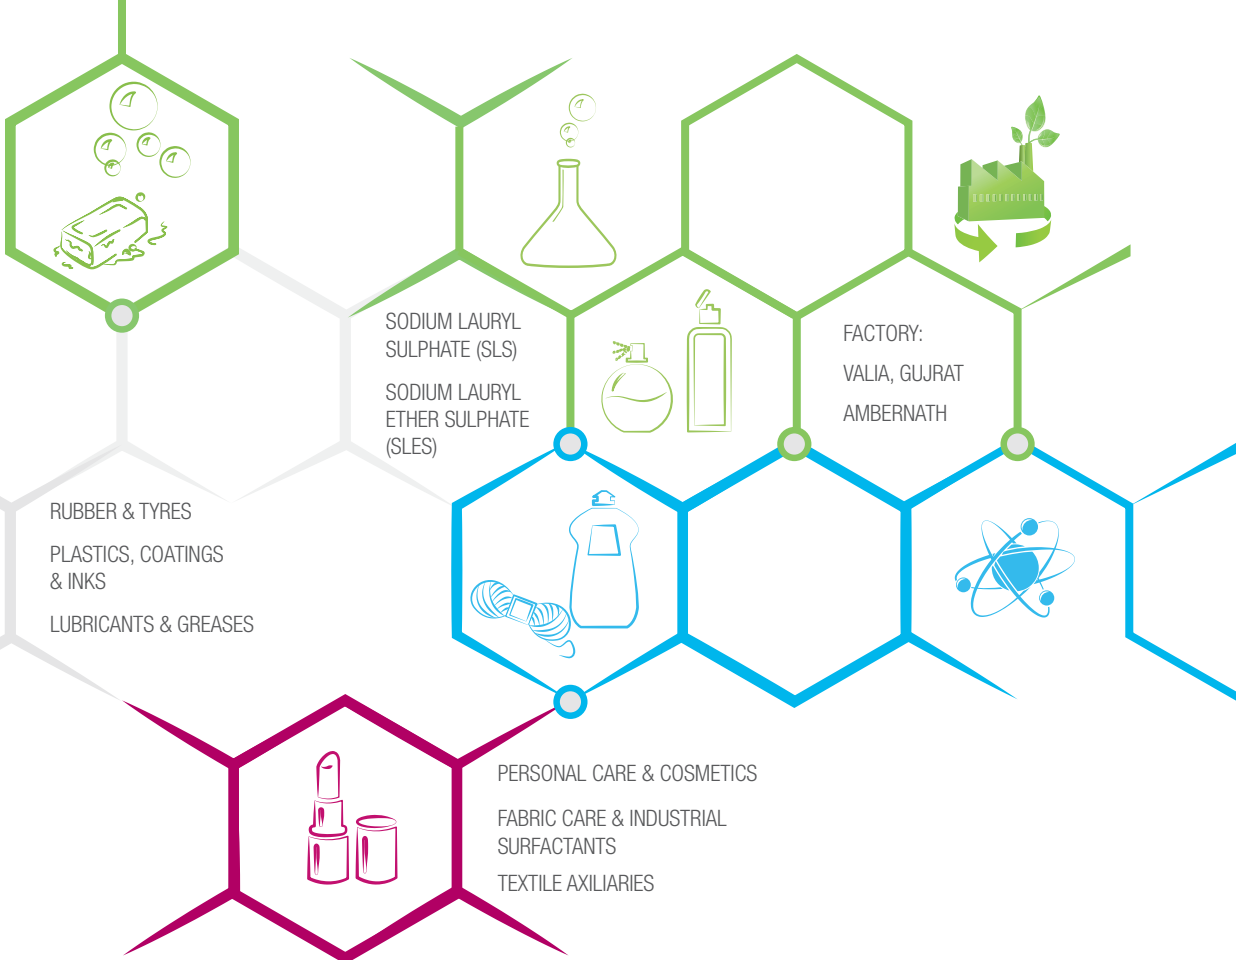 SODIUM LAURYL
SULPHATE (SLS)
SODIUM LAURYL
ETHER SULPHATE
(SLES)
FACTORY:
VALIA, GUJRAT
AMBERNATH
RUBBER & TYRES
PLASTICS, COATINGS
& INKS
LUBRICANTS & GREASES
PERSONAL CARE & COSMETICS
FABRIC CARE & INDUSTRIAL
SURFACTANTS
TEXTILE AXILIARIES